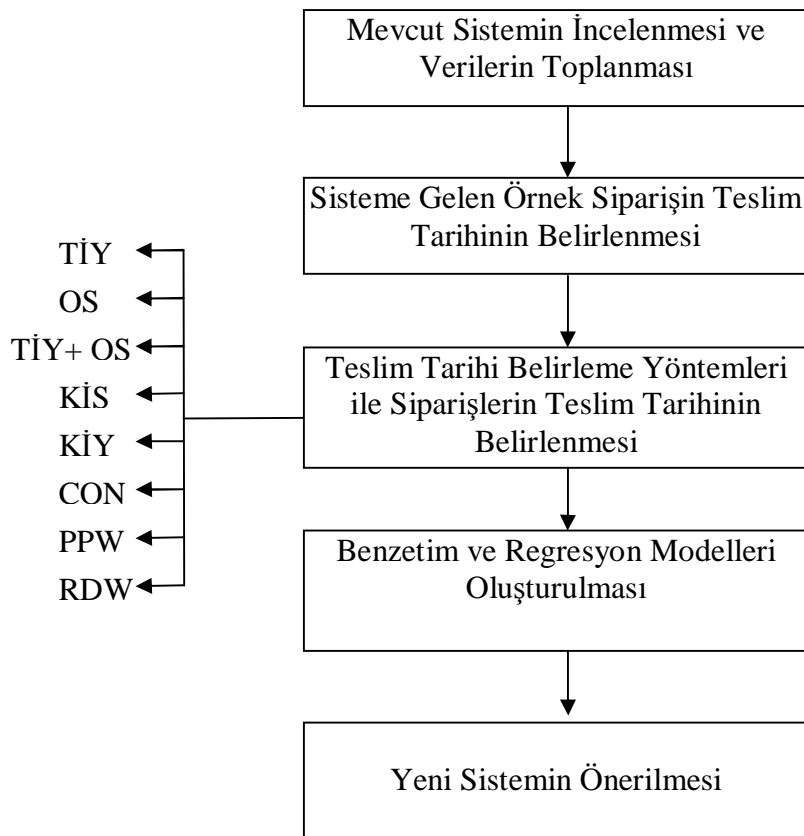 Mevcut Sistemin İncelenmesi ve
Verilerin Toplanması
Sisteme Gelen Örnek Siparişin Teslim
Tarihinin Belirlenmesi
TİY
OS
TİY+ OS
KİS
KİY
CON
PPW
RDW
Teslim Tarihi Belirleme Yöntemleri
ile Siparişlerin Teslim Tarihinin
Belirlenmesi
Benzetim ve Regresyon Modelleri
Oluşturulması
Yeni Sistemin Önerilmesi